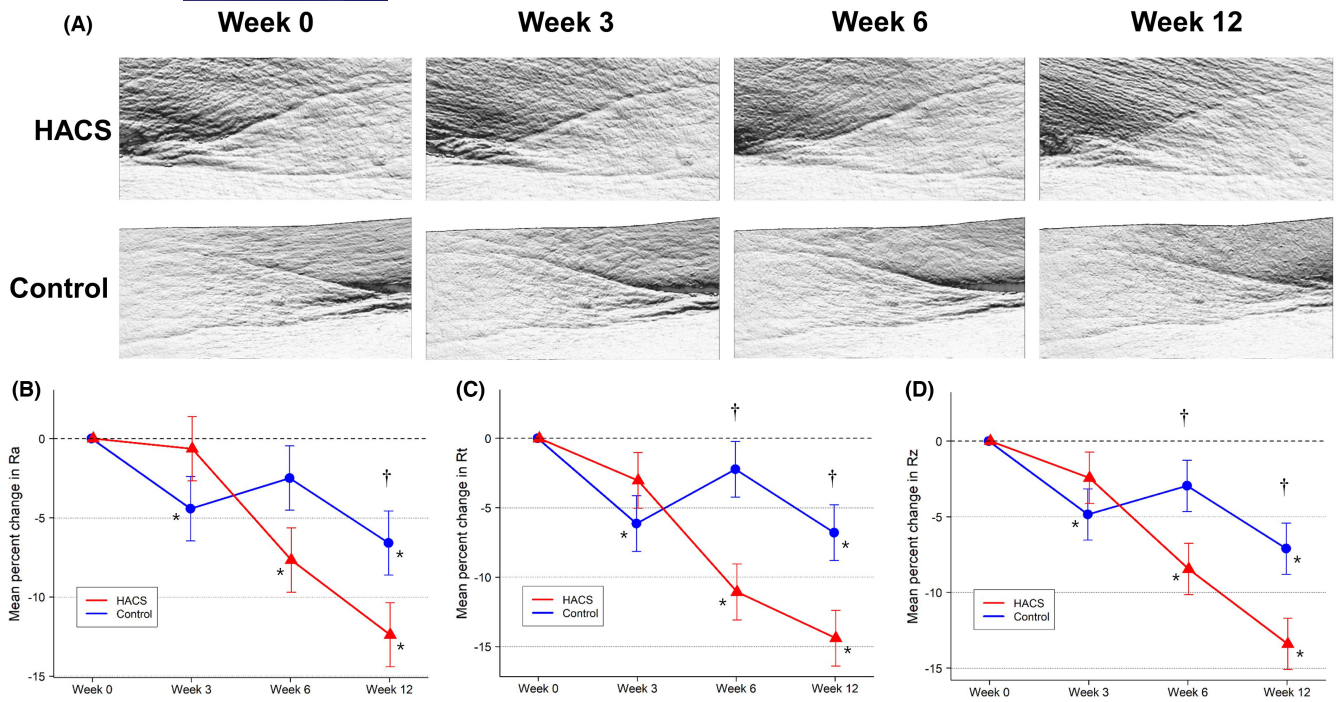 (A)
Week 0
Week 3
Week 6
Week 12
HACS
Control
(B)
Mean percent change in Ra
0
-5
-10
-15
†
*
*
*
*
HACS
Control
Week 0
Week 3
Week 6
Week 12
(C)
Mean percent change in Rt
0
-5
-10
-15
†
†
*
*
*
*
HACS
Control
Week 0
Week 3
Week 6
Week 12
(D)
Mean percent change in Rz
0
-5
-10
-15
†
†
*
*
*
*
HACS
Control
Week 0
Week 3
Week 6
Week 12